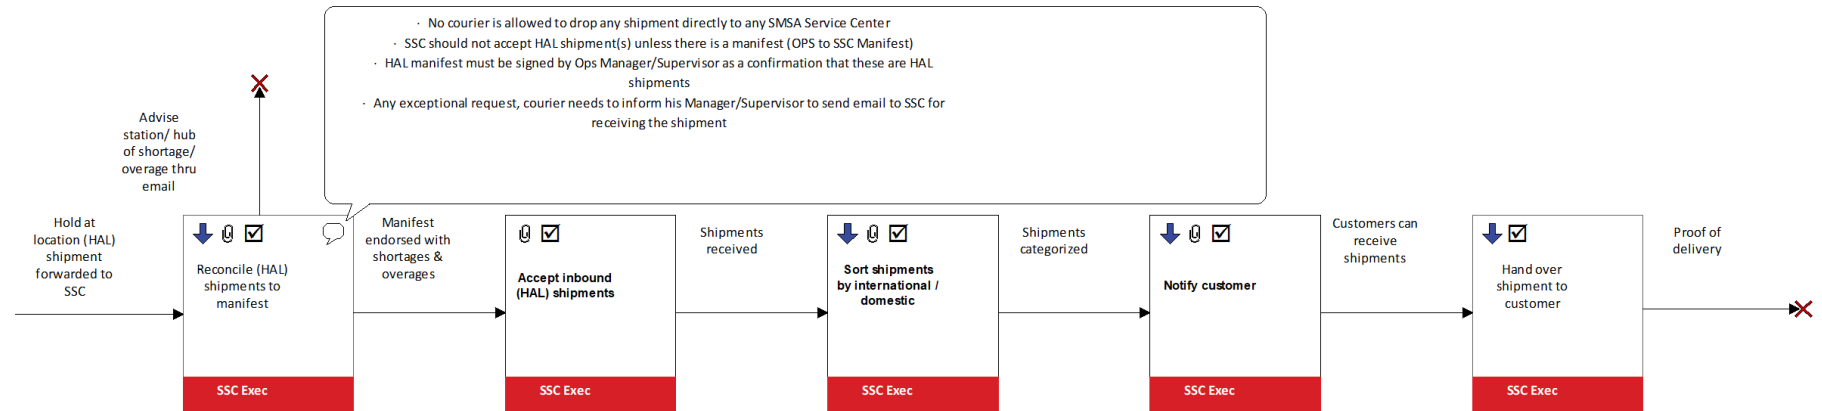 · No courier is allowed to drop any shipment directly to any SMSA Service Center
· SSC should not accept HAL shipment(s) unless there is a manifest (OPS to SSC Manifest)
· HAL manifest must be signed by Ops Manager/Supervisor as a confirmation that these are HAL
shipments
· Any exceptional request, courier needs to inform his Manager/Supervisor to send email to SSC for
receiving the shipment
Advise
station/ hub
of shortage/
overage thru
email
Hold at
location (HAL)
shipment
forwarded to
SSC
Reconcile (HAL)
shipments to
manifest
SSC Exec
Manifest
endorsed with
shortages &
overages
Accept inbound
(HAL) shipments
SSC Exec
Shipments
received
Sort shipments
by international /
domestic
SSC Exec
Shipments
categorized
Notify customer
SSC Exec
Customers can
receive
shipments
Hand over
shipment to
customer
SSC Exec
Proof of
delivery